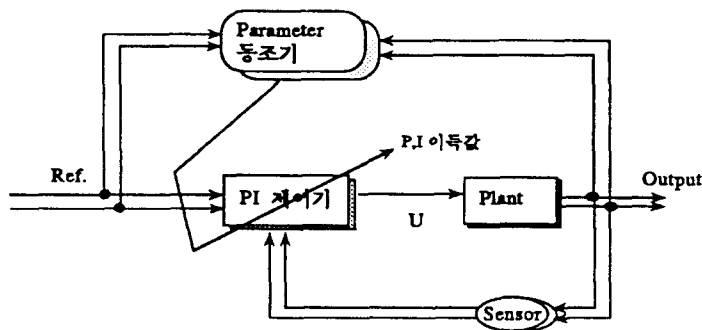 Parameter
동조기
P,I 이득값
Ref.
PI 제어기
Plant
Output
U
Sensor